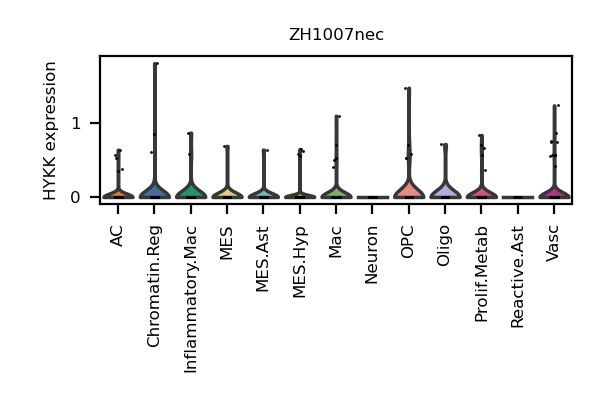 ZH1007nec
HYKK expression
1
0
AC
Chromatin.Reg
Inflammatory.Mac
MES
MES.Ast
MES.Hyp
Mac
Neuron
OPC
Oligo
Prolif.Metab
Reactive.Ast
Vasc